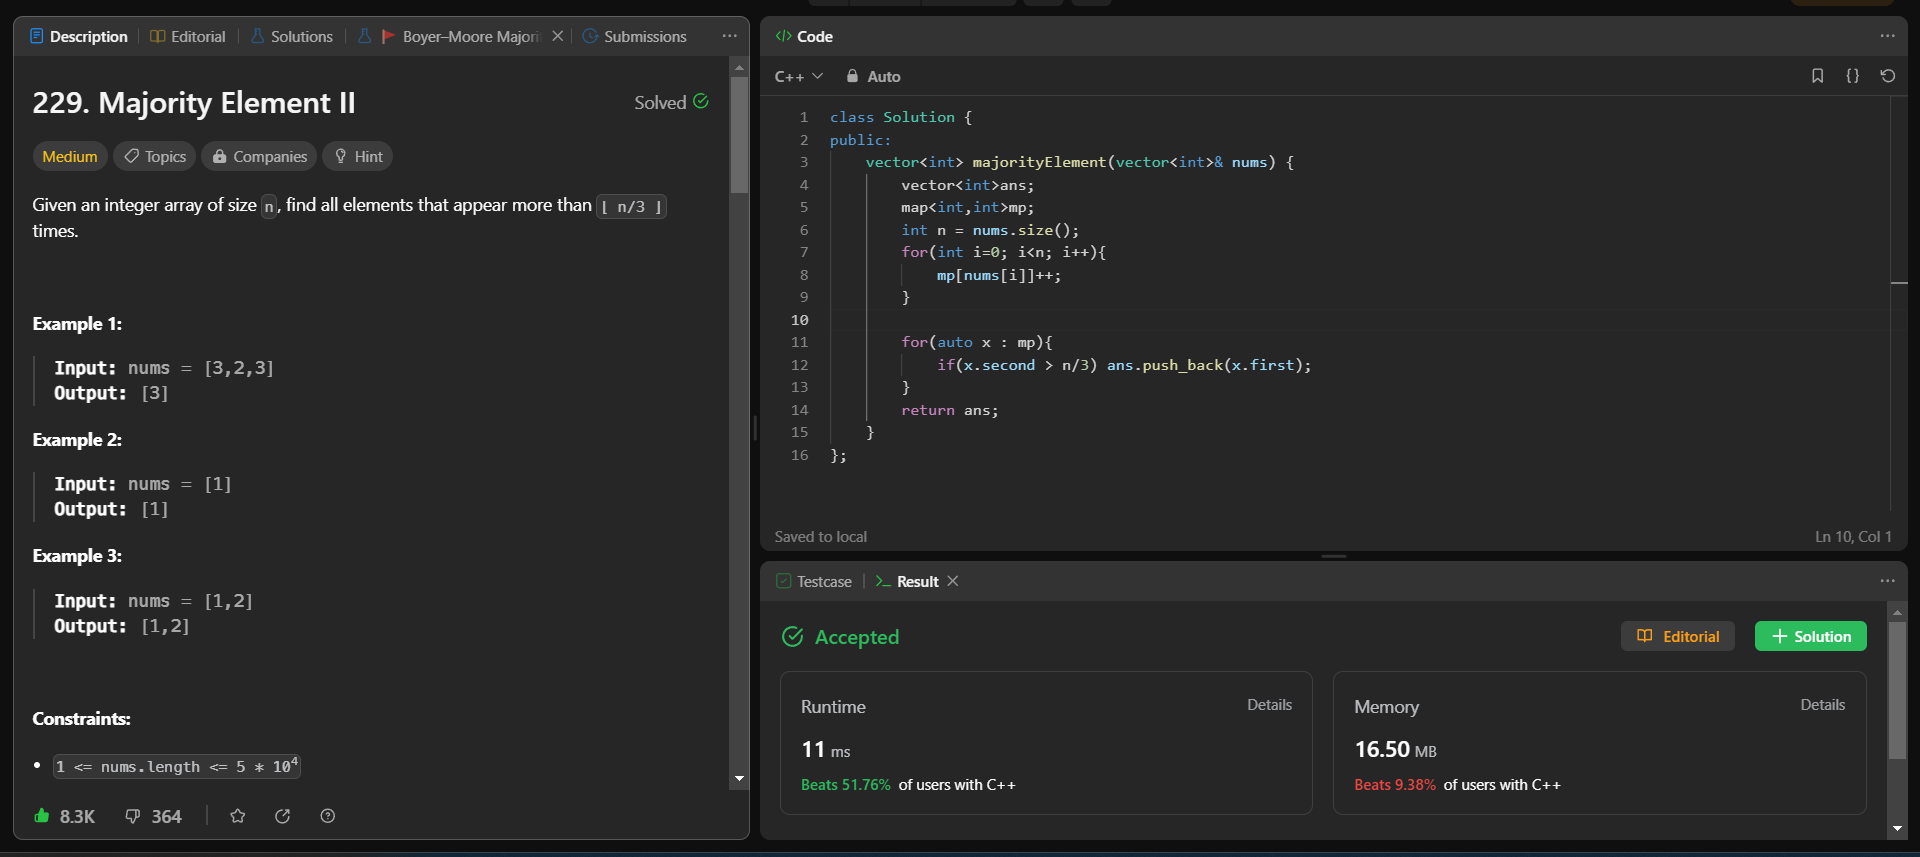 Description Editorial Solutions Boyer–Moore Majori Submissions
229. Majority Element II
Solved
Medium Topics Companies Hint
Given an integer array of size n, find all elements that appear more than ⌊ n/3 ⌋
times.
Example 1:
Input: nums = [3,2,3]
Output: [3]
Example 2:
Input: nums = [1]
Output: [1]
Example 3:
Input: nums = [1,2]
Output: [1,2]
Constraints:
• 1 <= nums.length <= 5 * 10⁴
8.3K 364
</> Code
C++ Auto
1 class Solution {
2 public:
3     vector<int> majorityElement(vector<int>& nums) {
4         vector<int>ans;
5         map<int,int>mp;
6         int n = nums.size();
7         for(int i=0; i<n; i++){
8             mp[nums[i]]++;
9         }
10
11         for(auto x : mp){
12             if(x.second > n/3) ans.push_back(x.first);
13         }
14         return ans;
15     }
16 };
Saved to local Ln 10, Col 1
Testcase >_ Result
Accepted
Editorial + Solution
Runtime Details
11 ms
Beats 51.76% of users with C++
Memory Details
16.50 MB
Beats 9.38% of users with C++